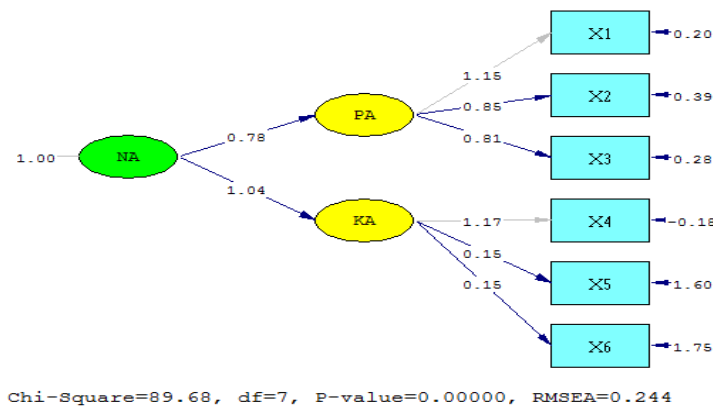 X1
0.20
1.15
X2
0.39
PA
0.85
0.78
0.81
X3
0.28
1.00
NA
1.04
KA
1.17
X4
-0.18
0.15
X5
1.60
0.15
X6
1.75
Chi-Square=89.68, df=7, P-value=0.00000, RMSEA=0.244